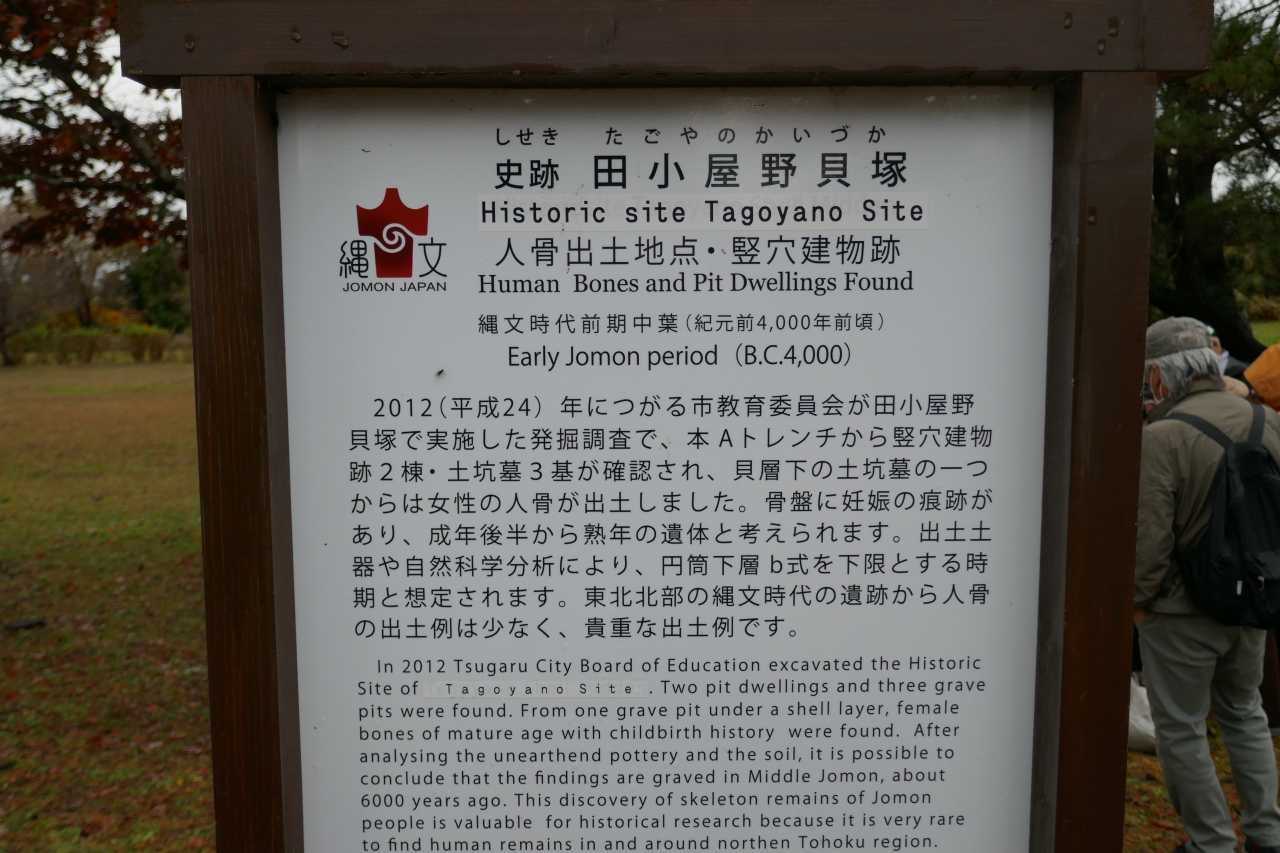 しせき たごやのかいづか
史跡 田小屋野貝塚
Historic site Tagoyano Site
縄文
JOMON JAPAN
人骨出土地点・竪穴建物跡
Human Bones and Pit Dwellings Found
縄文時代前期中葉(紀元前4,000年前頃)
Early Jomon period (B.C.4,000)
2012(平成24) 年につがる市教育委員会が田小屋野
貝塚で実施した発掘調査で、本Aトレンチから竪穴建物
跡2棟・土坑墓3基が確認され、貝層下の土坑墓の一つ
からは女性の人骨が出土しました。骨盤に妊娠の痕跡が
あり、成年後半から熟年の遺体と考えられます。出土土
器や自然科学分析により、円筒下層b式を下限とする時
期と想定されます。東北北部の縄文時代の遺跡から人骨
の出土例は少なく、貴重な出土例です。
In 2012 Tsugaru City Board of Education excavated the Historic
Site of Tagoyano Site. Two pit dwellings and three grave
pits were found. From one grave pit under a shell layer, female
bones of mature age with childbirth history were found. After
analysing the unearthend pottery and the soil, it is possible to
conclude that the findings are graved in Middle Jomon, about
6000 years ago. This discovery of skeleton remains of Jomon
people is valuable for historical research because it is very rare
to find human remains in and around northen Tohoku region.